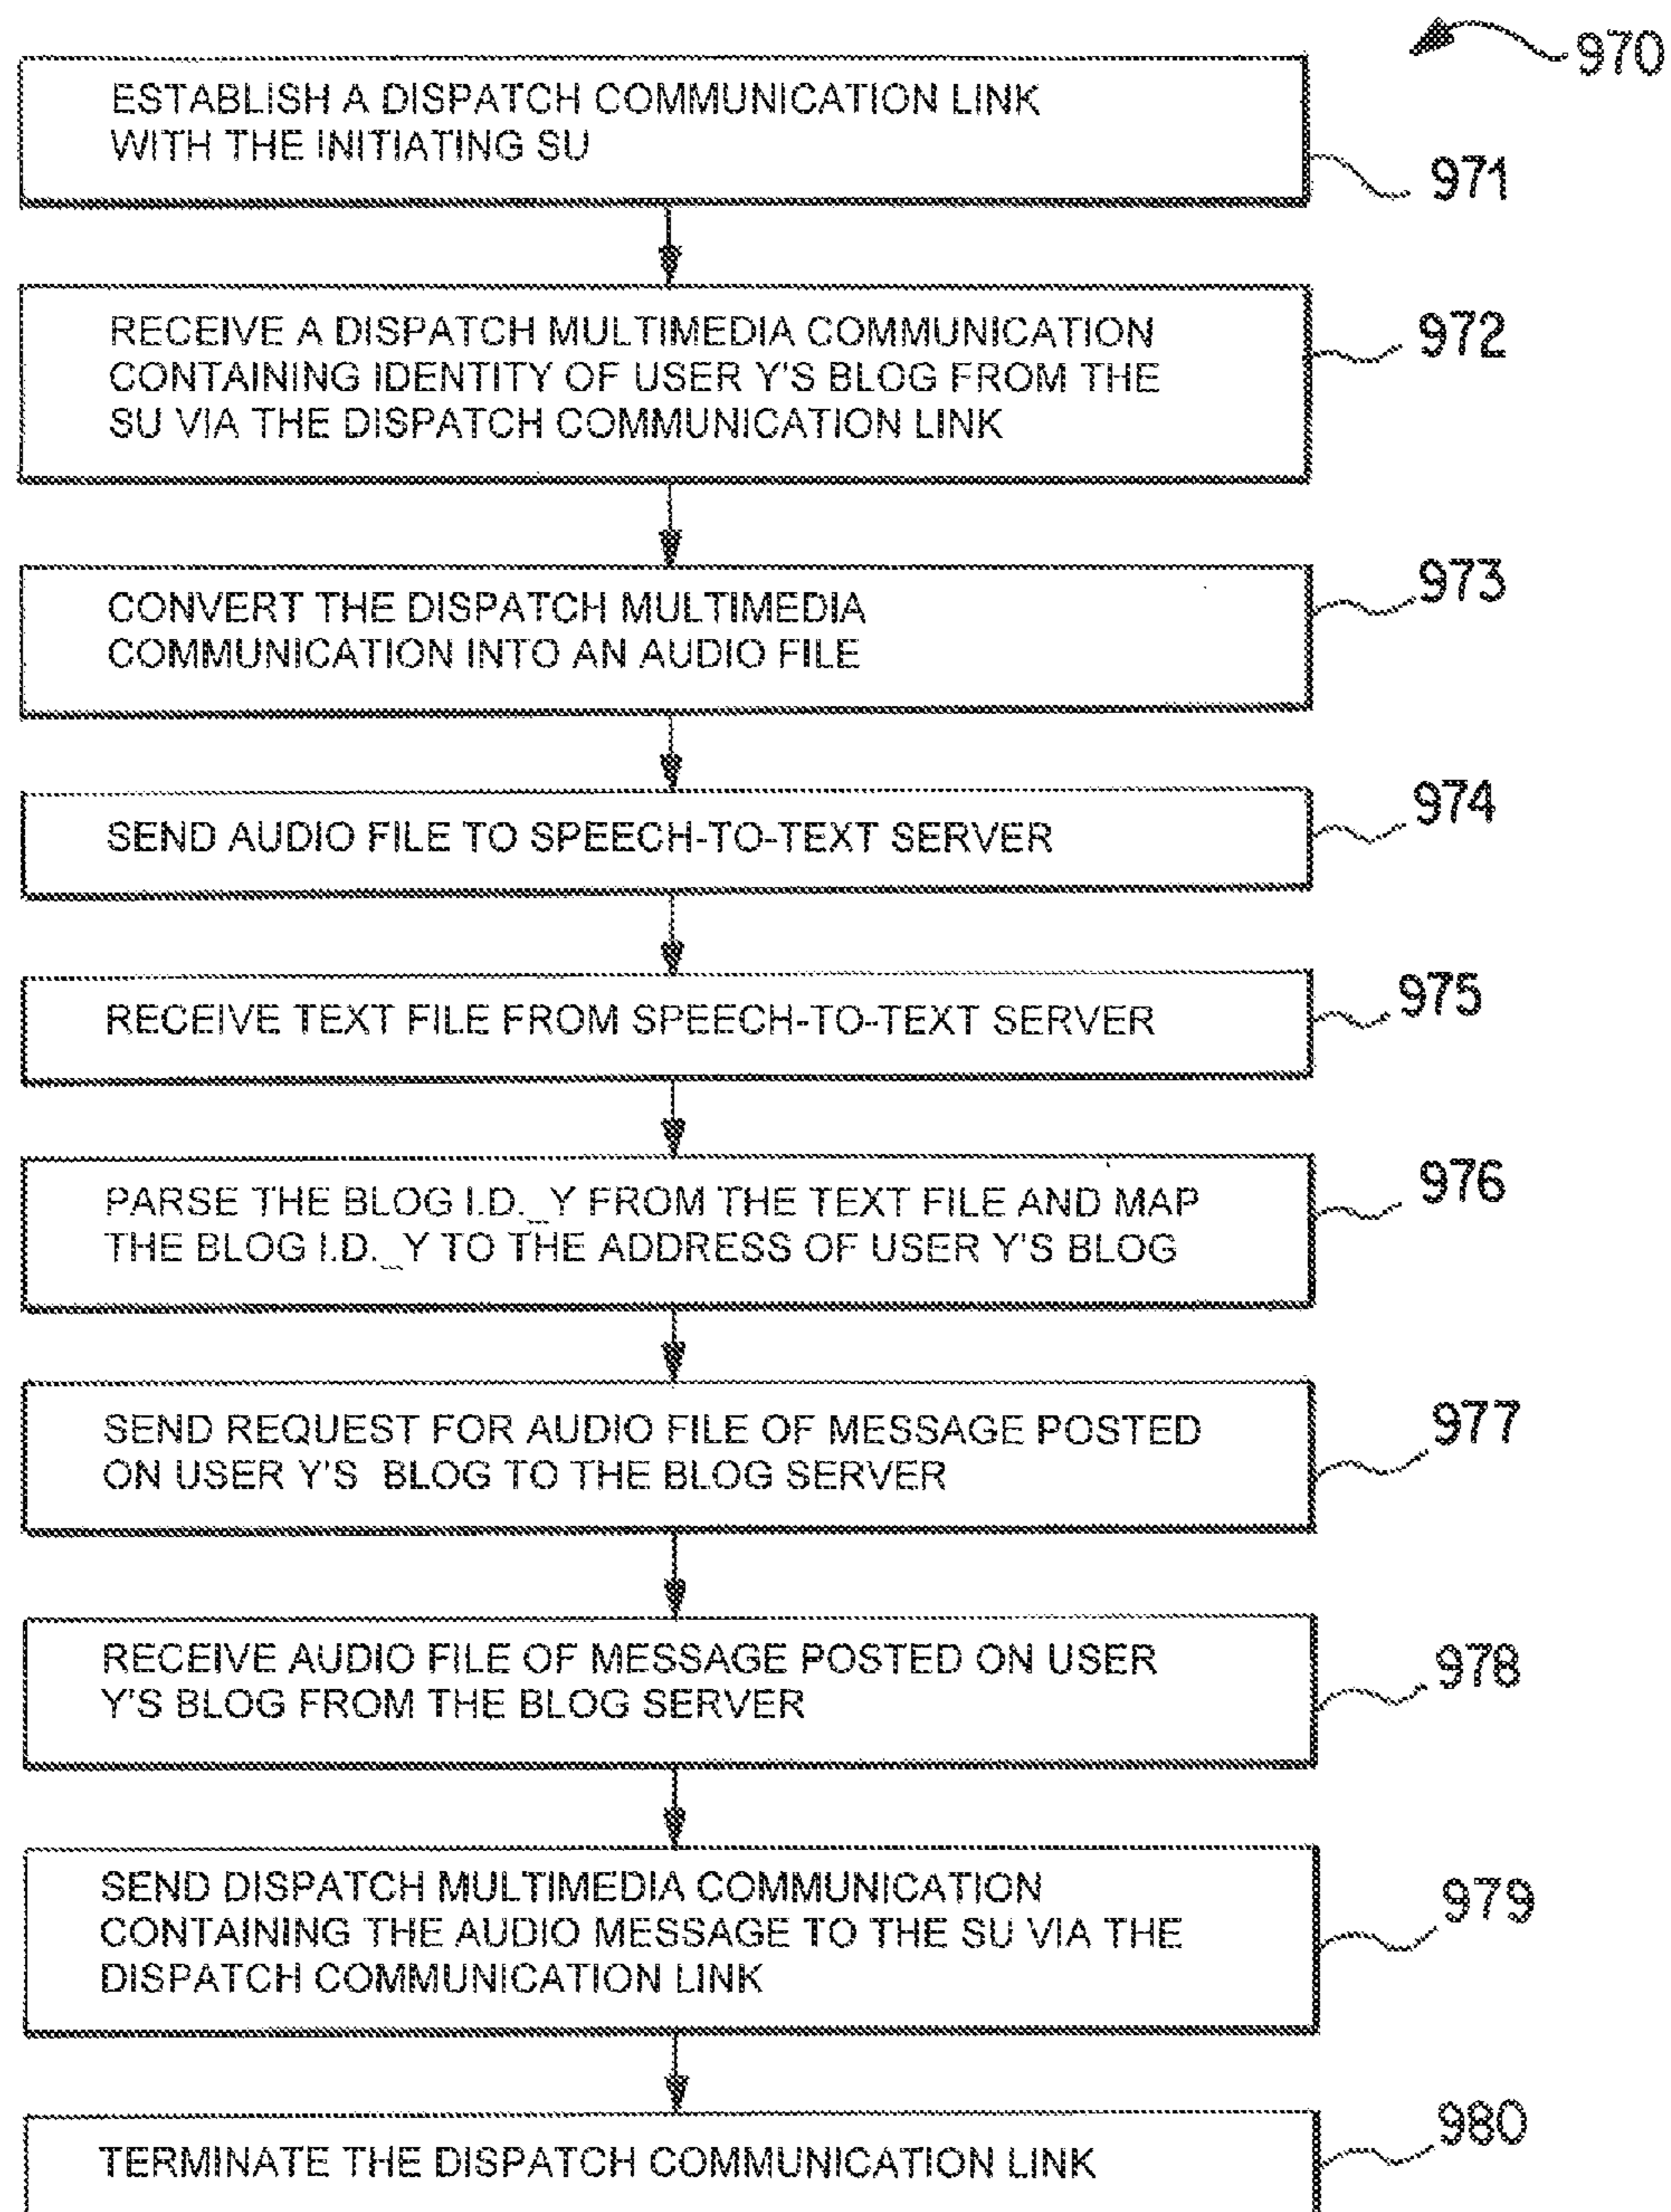 970
ESTABLISH A DISPATCH COMMUNICATION LINK
WITH THE INITIATING SU
971
RECEIVE A DISPATCH MULTIMEDIA COMMUNICATION
CONTAINING IDENTITY OF USER Y'S BLOG FROM THE
SU VIA THE DISPATCH COMMUNICATION LINK
972
CONVERT THE DISPATCH MULTIMEDIA
COMMUNICATION INTO AN AUDIO FILE
973
SEND AUDIO FILE TO SPEECH-TO-TEXT SERVER
974
RECEIVE TEXT FILE FROM SPEECH-TO-TEXT SERVER
975
PARSE THE BLOG I.D._Y FROM THE TEXT FILE AND MAP
THE BLOG I.D._Y TO THE ADDRESS OF USER Y'S BLOG
976
SEND REQUEST FOR AUDIO FILE OF MESSAGE POSTED
ON USER Y'S BLOG TO THE BLOG SERVER
977
RECEIVE AUDIO FILE OF MESSAGE POSTED ON USER
Y'S BLOG FROM THE BLOG SERVER
978
SEND DISPATCH MULTIMEDIA COMMUNICATION
CONTAINING THE AUDIO MESSAGE TO THE SU VIA THE
DISPATCH COMMUNICATION LINK
979
TERMINATE THE DISPATCH COMMUNICATION LINK
980